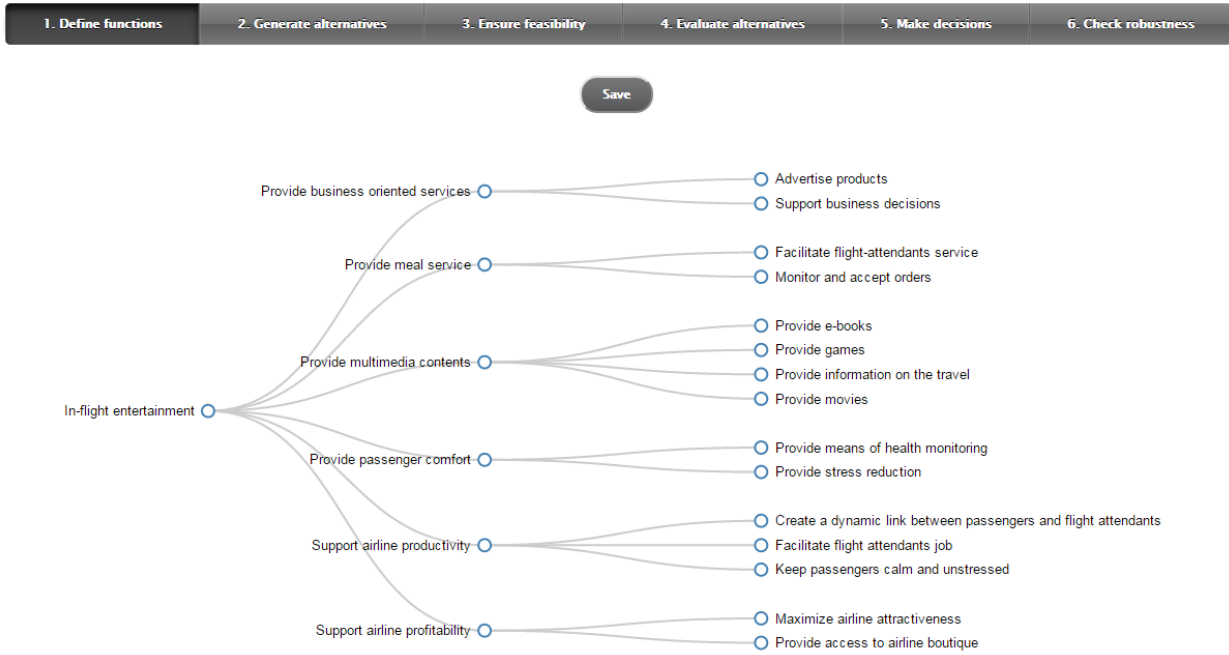 1. Define functions
2. Generate alternatives
3. Ensure feasibility
4. Evaluate alternatives
5. Make decisions
6. Check robustness
Save
In-flight entertainment
Provide business oriented services
Advertise products
Support business decisions
Provide meal service
Facilitate flight-attendants service
Monitor and accept orders
Provide multimedia contents
Provide e-books
Provide games
Provide information on the travel
Provide movies
Provide passenger comfort
Provide means of health monitoring
Provide stress reduction
Support airline productivity
Create a dynamic link between passengers and flight attendants
Facilitate flight attendants job
Keep passengers calm and unstressed
Support airline profitability
Maximize airline attractiveness
Provide access to airline boutique